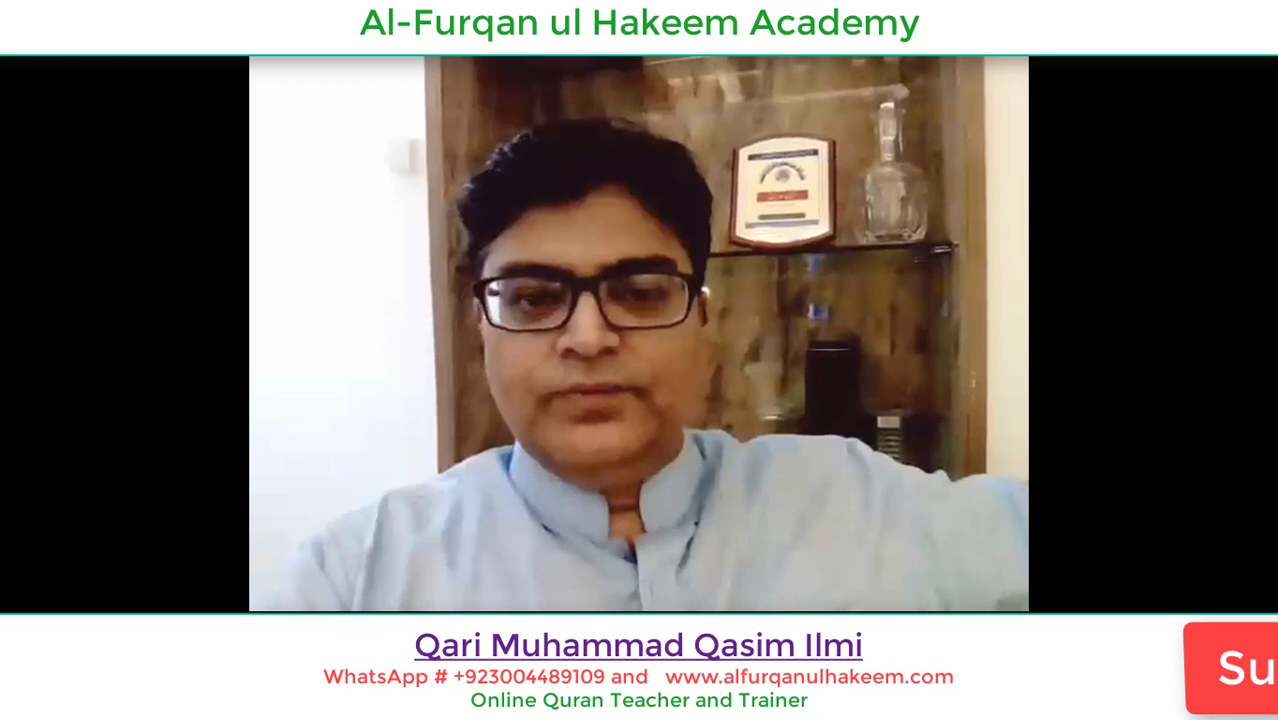 Al-Furqan ul Hakeem Academy
Qari Muhammad Qasim Ilmi
WhatsApp # +923004489109 and www.alfurqanulhakeem.com
Online Quran Teacher and Trainer
Su